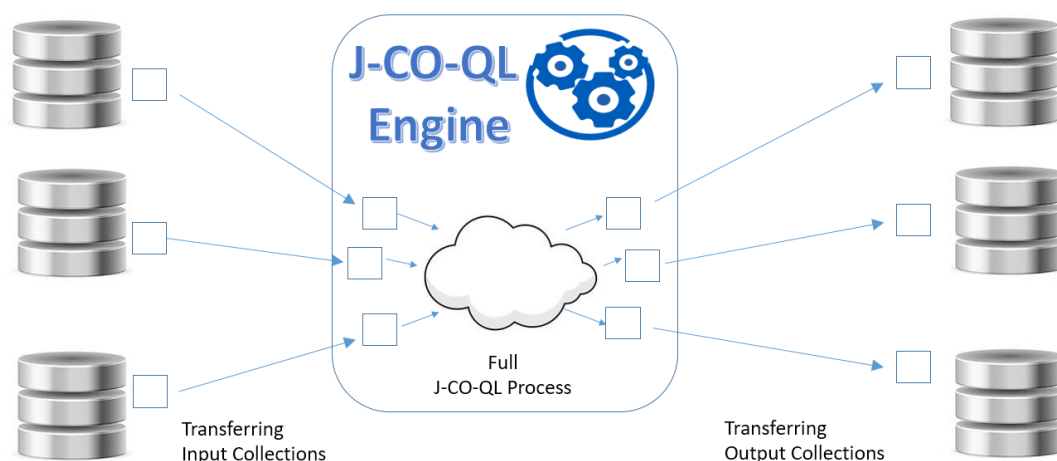 J-CO-QL
Engine
Full
J-CO-QL Process
Transferring
Input Collections
Transferring
Output Collections